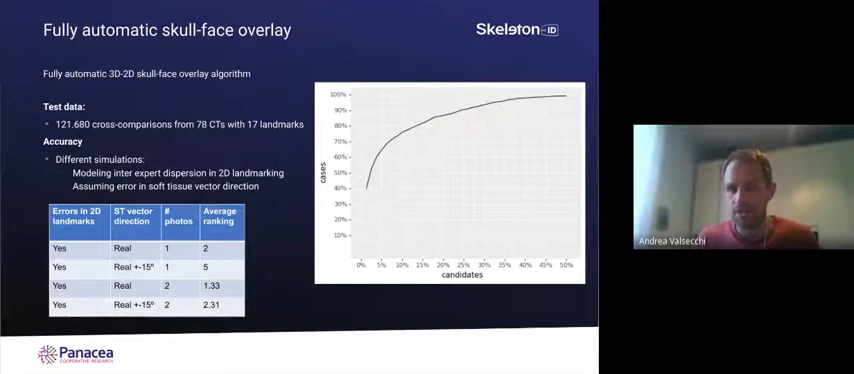 Fully automatic skull-face overlay
Skeleton-ID
Fully automatic 3D-2D skull-face overlay algorithm
Test data:
121.680 cross-comparisons from 78 CTs with 17 landmarks
Accuracy
Different simulations:
Modeling inter expert dispersion in 2D landmarking
Assuming error in soft tissue vector direction
Errors in 2D landmarks ST vector direction # photos Average ranking
Yes Real 1 2
Yes Real +-15º 1 5
Yes Real 2 1.33
Yes Real +-15º 2 2.31
100%
90%
80%
70%
60%
50%
40%
30%
20%
10%
cases
0% 5% 10% 15% 20% 25% 30% 35% 40% 45% 50%
candidates
Andrea Valsecchi
Panacea
COOPERATIVE RESEARCH